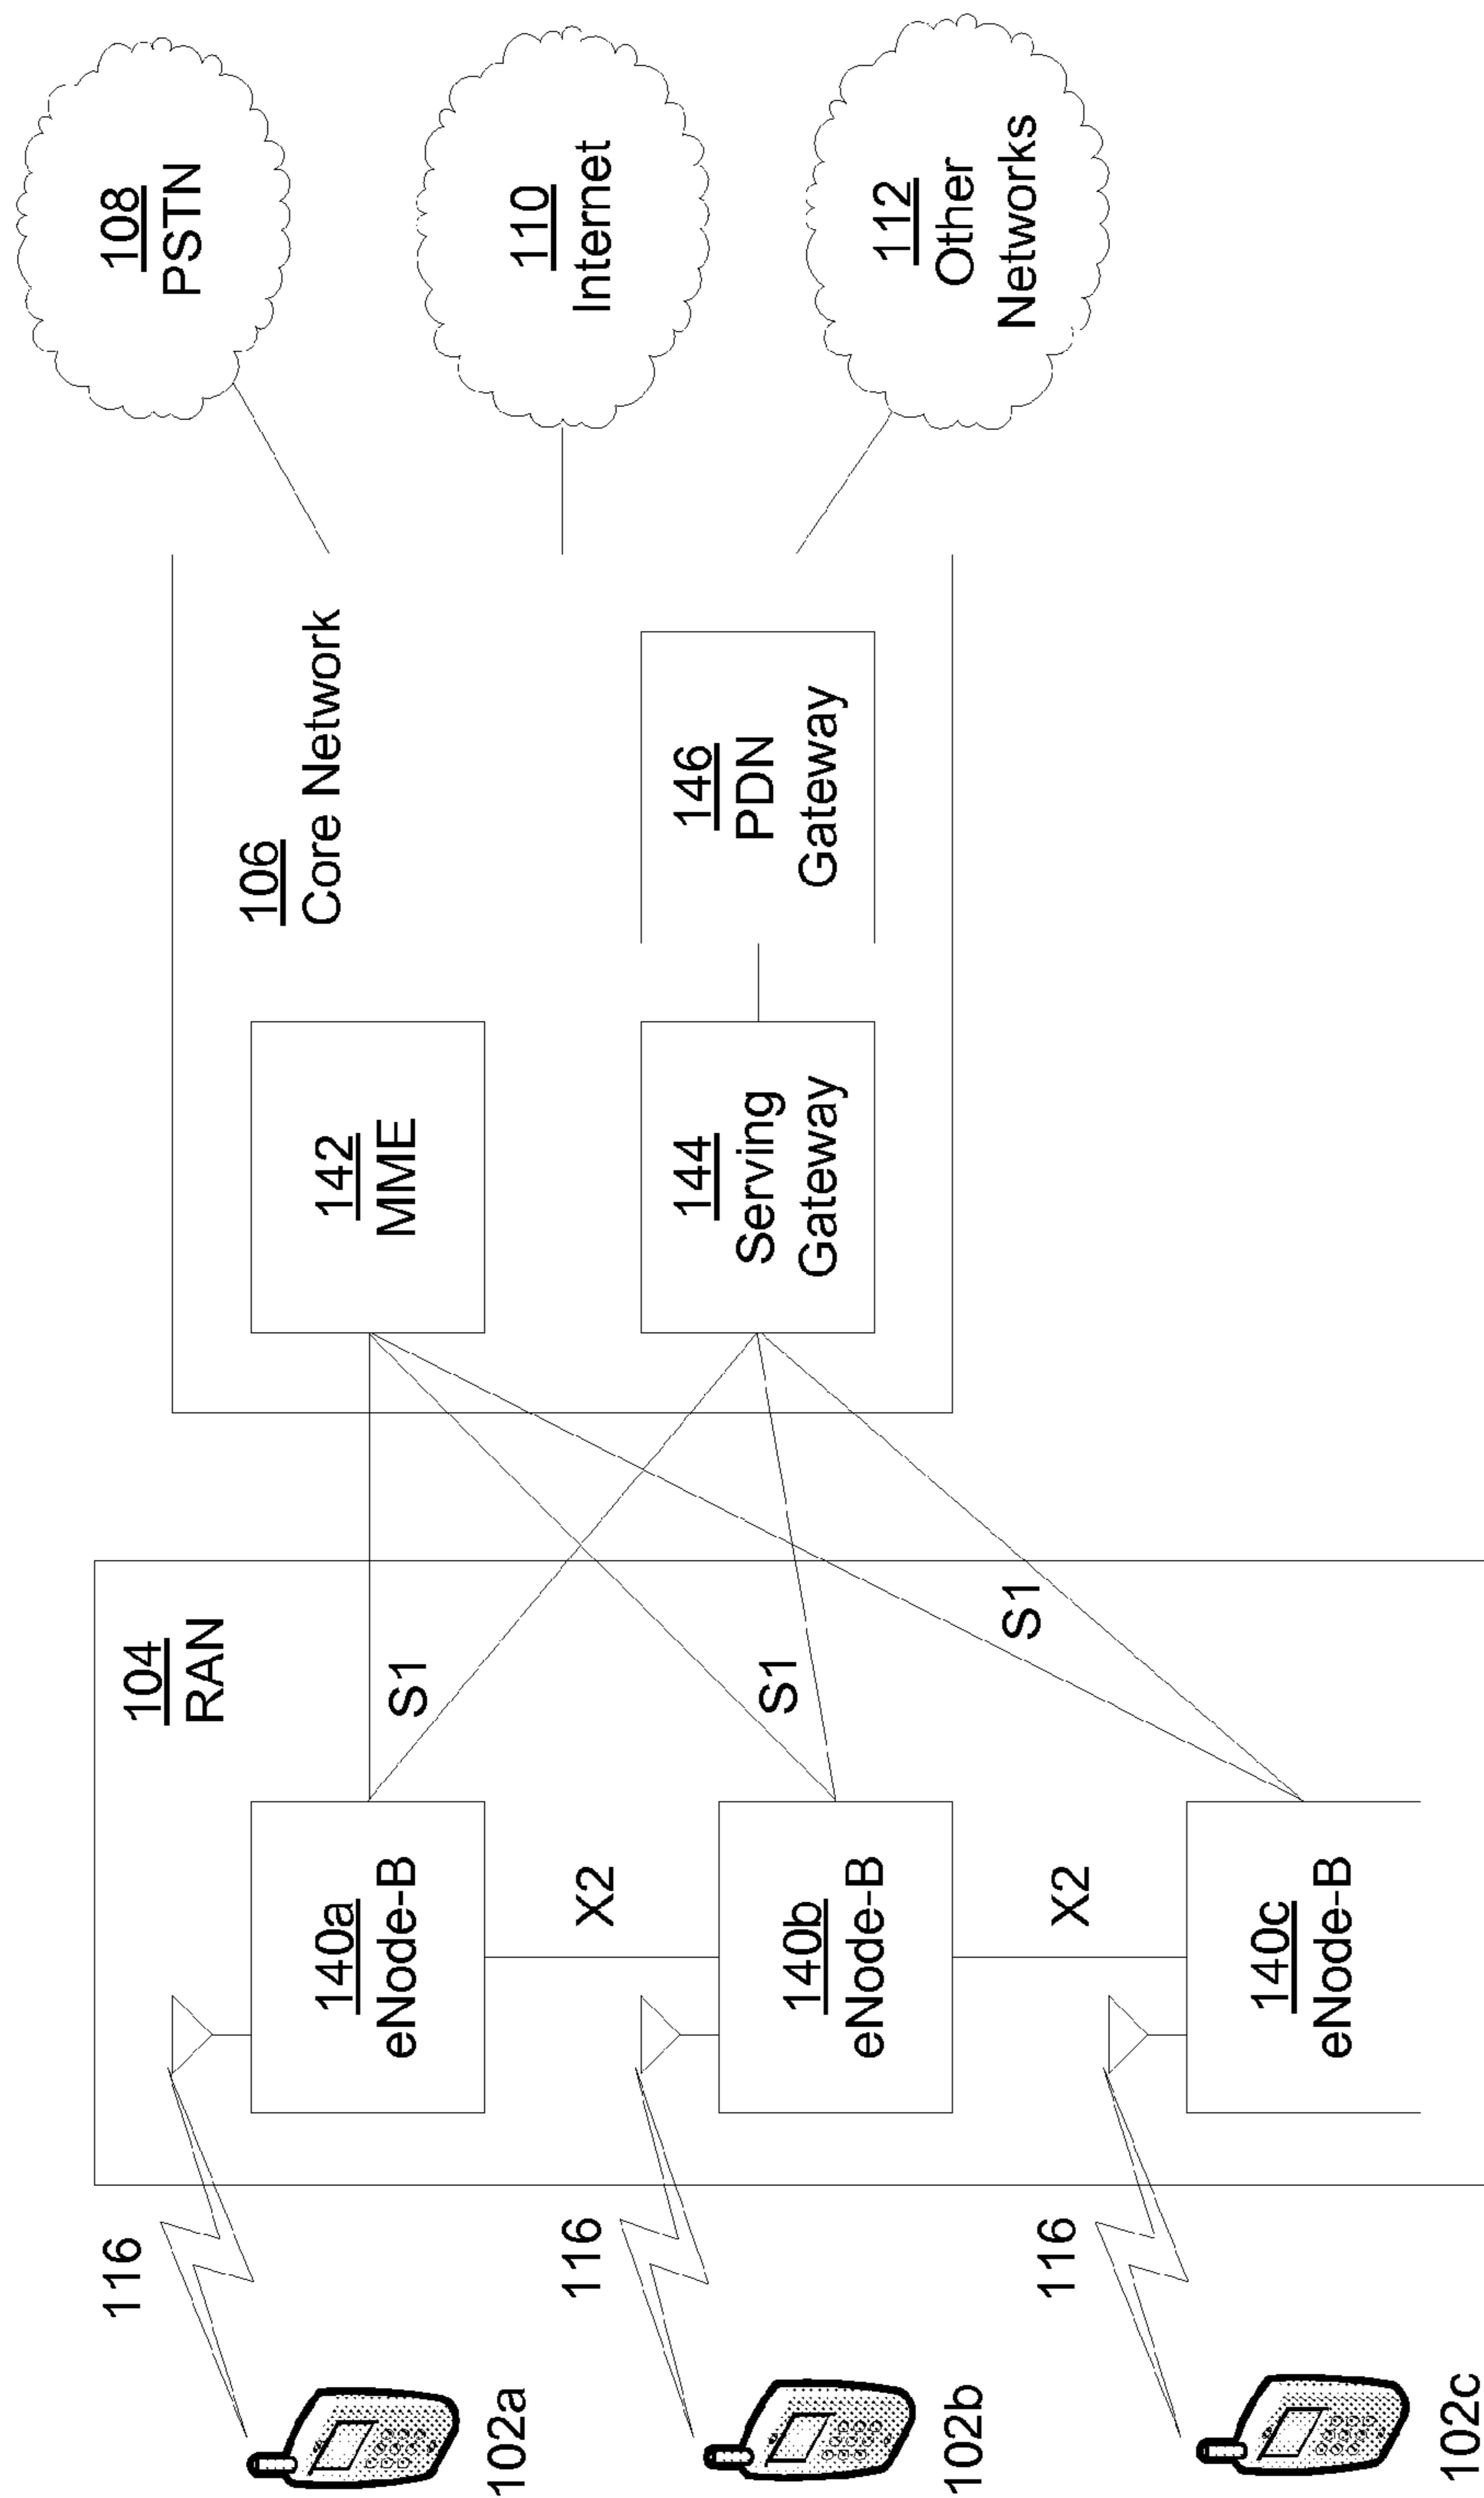 108
PSTN
110
Internet
112
Other
Networks
106
Core Network
142
MME
144
Serving
Gateway
146
PDN
Gateway
104
RAN
S1
S1
S1
140a
eNode-B
X2
140b
eNode-B
X2
140c
eNode-B
116
116
116
102a
102b
102c